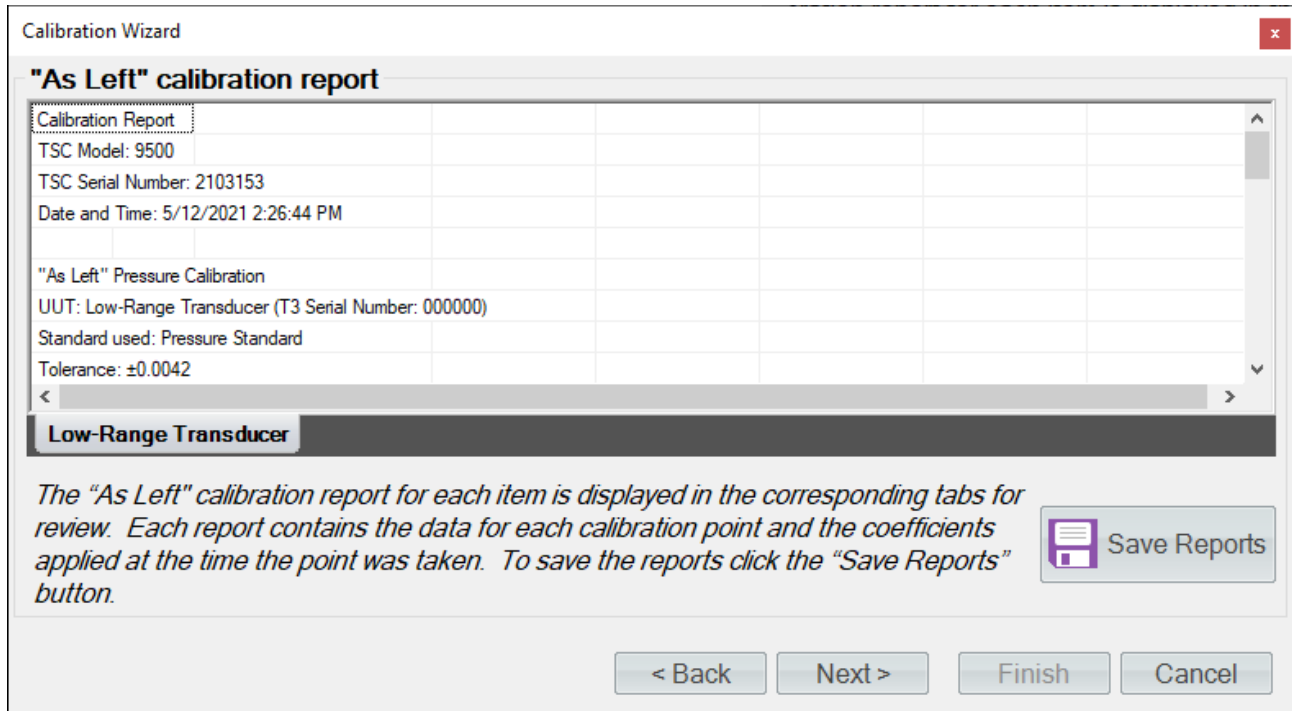 Calibration Wizard
x
"As Left" calibration report
Calibration Report
TSC Model: 9500
TSC Serial Number: 2103153
Date and Time: 5/12/2021 2:26:44 PM
"As Left" Pressure Calibration
UUT: Low-Range Transducer (T3 Serial Number: 000000)
Standard used: Pressure Standard
Tolerance: ±0.0042
Low-Range Transducer
The “As Left" calibration report for each item is displayed in the corresponding tabs for
review. Each report contains the data for each calibration point and the coefficients
applied at the time the point was taken. To save the reports click the “Save Reports”
button.
Save Reports
< Back
Next >
Finish
Cancel